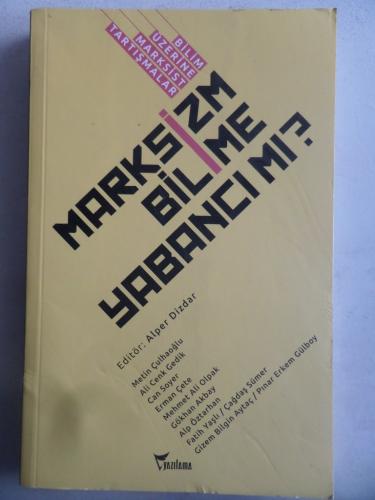 BİLİM
ÜZERİNE
MARKSİST
TARTIŞMALAR
MARKSİZM
BİLİME
YABANCI MI?
Editör: Alper Dizdar
Metin Çulhaoğlu
Ali Cenk Gedik
Can Soyer
Erman Çete
Mehmet Ali Olpak
Gökhan Akbay
Alp Öztarhan
Fatih Yaşlı / Çağdaş Sümer
Gizem Bilgin Aytaç / Pınar Erkem Gülboy
yazılama